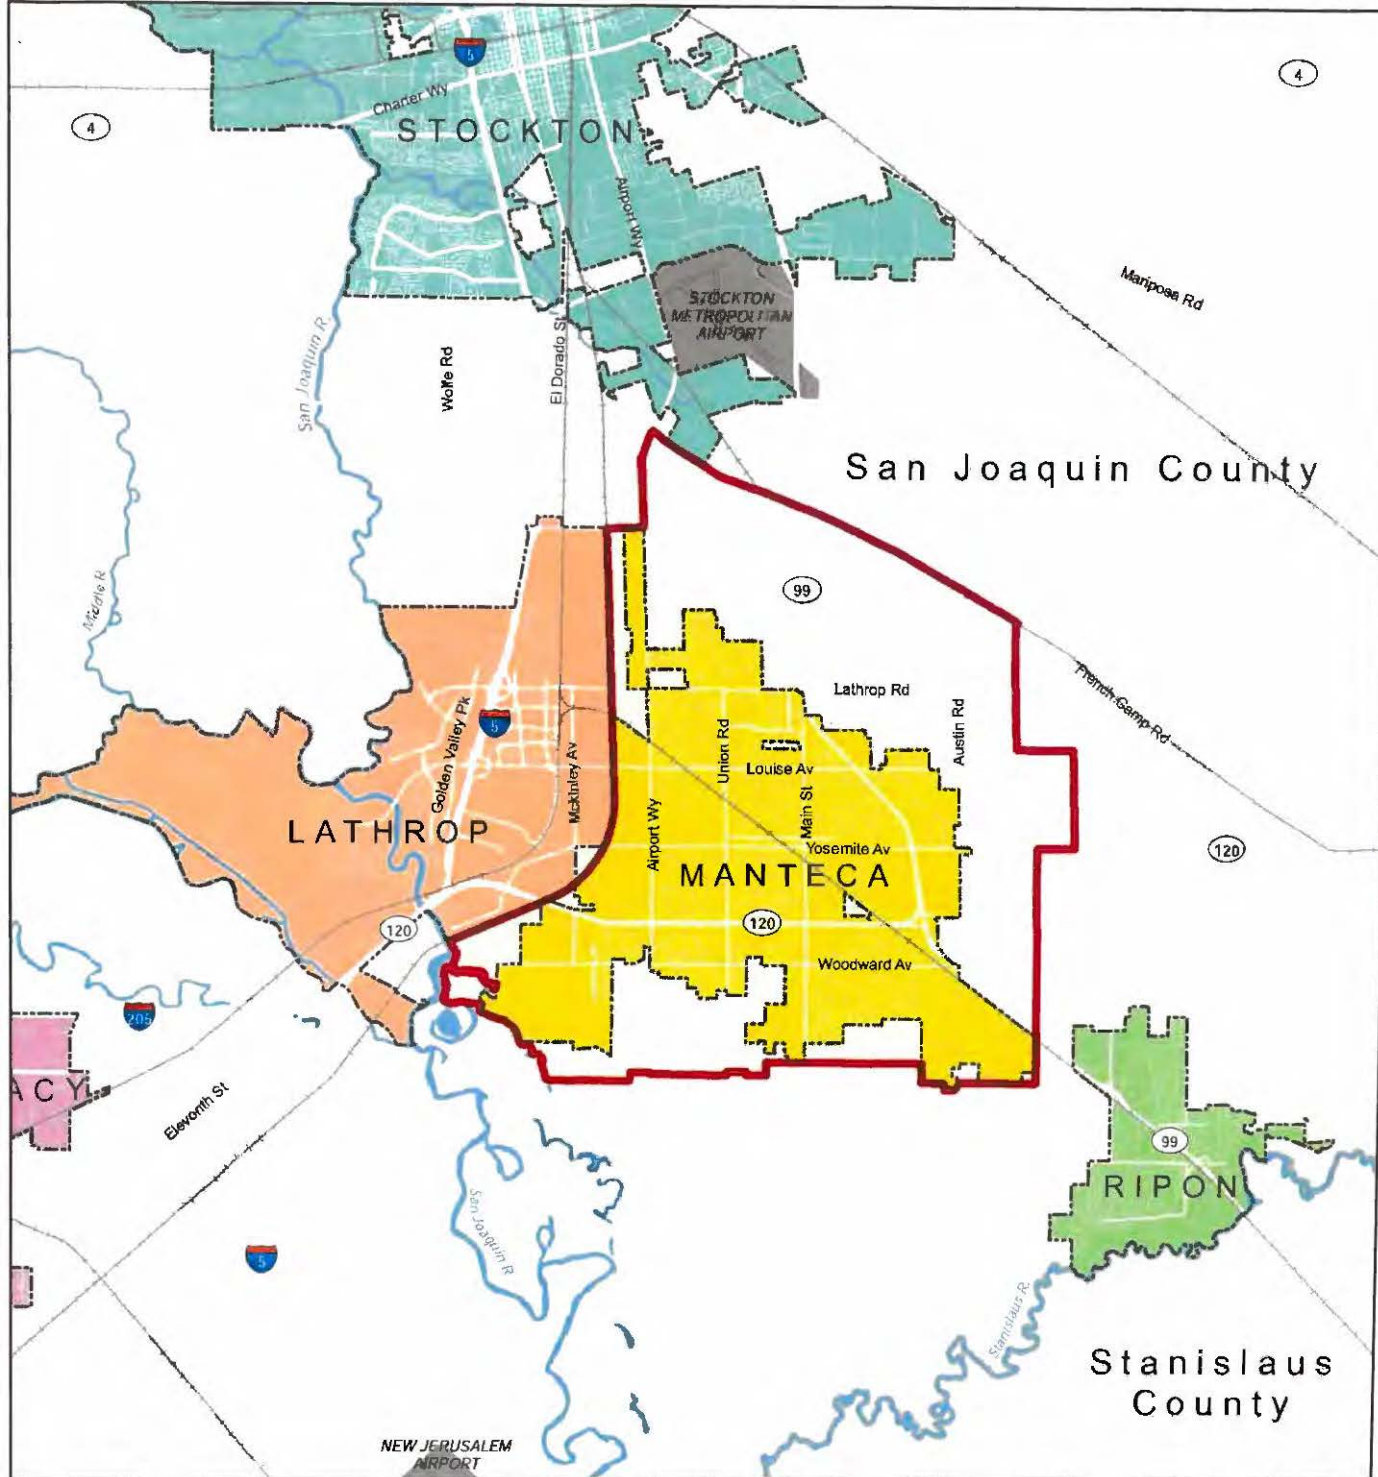 5
4
Charter Wy
4
STOCKTON
Airport Wy
Mariposa Rd
STOCKTON
METROPOLITAN
AIRPORT
San Joaquin R.
Wolfe Rd
El Dorado St
San Joaquin County
Middle R
99
Lathrop Rd
French Camp Rd
Golden Valley Pk
5
Union Rd
Austin Rd
Louise Av
Mckinley Av
Main St
LATHROP
Airport Wy
Yosemite Av
120
MANTECA
120
120
Woodward Av
205
ACY
Eleventh St
99
RIPON
San Joaquin R
5
Stanislaus R.
Stanislaus
County
NEW JERUSALEM
AIRPORT